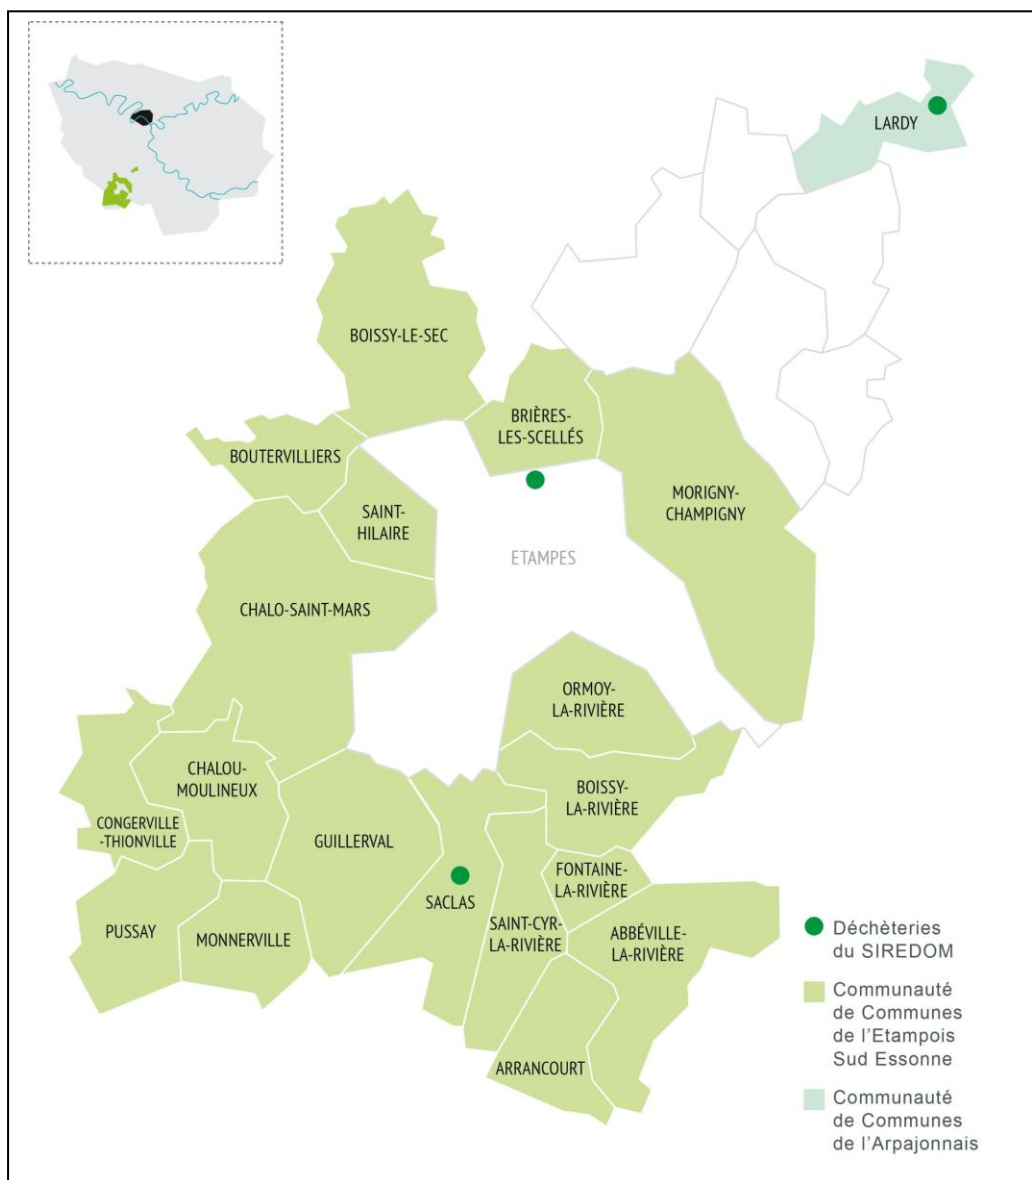 LARDY
BOISSY-LE-SEC
BRIÈRES-
LES-SCELLÉS
BOUTERVILLIERS
MORIGNY-
CHAMPIGNY
SAINT-
HILAIRE
ETAMPES
CHALO-SAINT-MARS
ORMOY-
LA-RIVIÈRE
CHALOU-
MOULINEUX
BOISSY-
LA-RIVIÈRE
CONGERVILLE
-THIONVILLE
GUILLERVAL
FONTAINE-
LA-RIVIÈRE
SACLAS
SAINT-CYR-
LA-RIVIÈRE
PUSSAY
MONNERVILLE
ABBÉVILLE-
LA-RIVIÈRE
ARRANCOURT
Déchèteries
du SIREDOM
Communauté
de Communes
de l'Etampois
Sud Essonne
Communauté
de Communes
de l'Arpajonnais